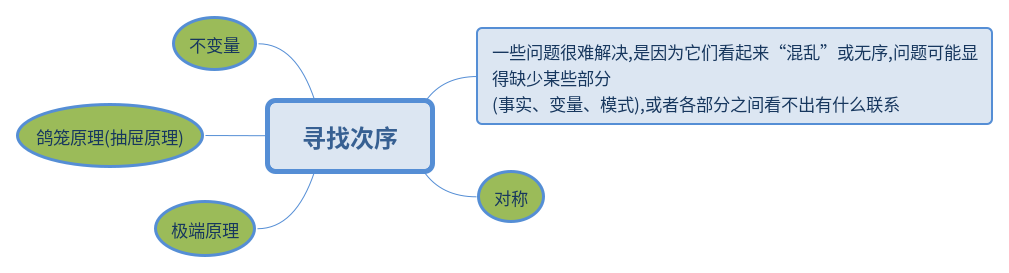 不变量
一些问题很难解决,是因为它们看起来“混乱”或无序,问题可能显
得缺少某些部分
(事实、变量、模式),或者各部分之间看不出有什么联系
鸽笼原理(抽屉原理)
寻找次序
对称
极端原理